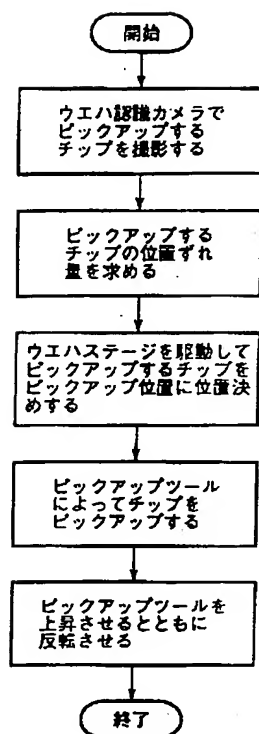 開始
ウエハ認識カメラで
ピックアップする
チップを撮影する
ピックアップする
チップの位置ずれ
量を求める
ウエハステージを駆動して
ピックアップするチップを
ピックアップ位置に位置決
めする
ピックアップツール
によってチップを
ピックアップする
ピックアップツールを
上昇させるとともに
反転させる
終了